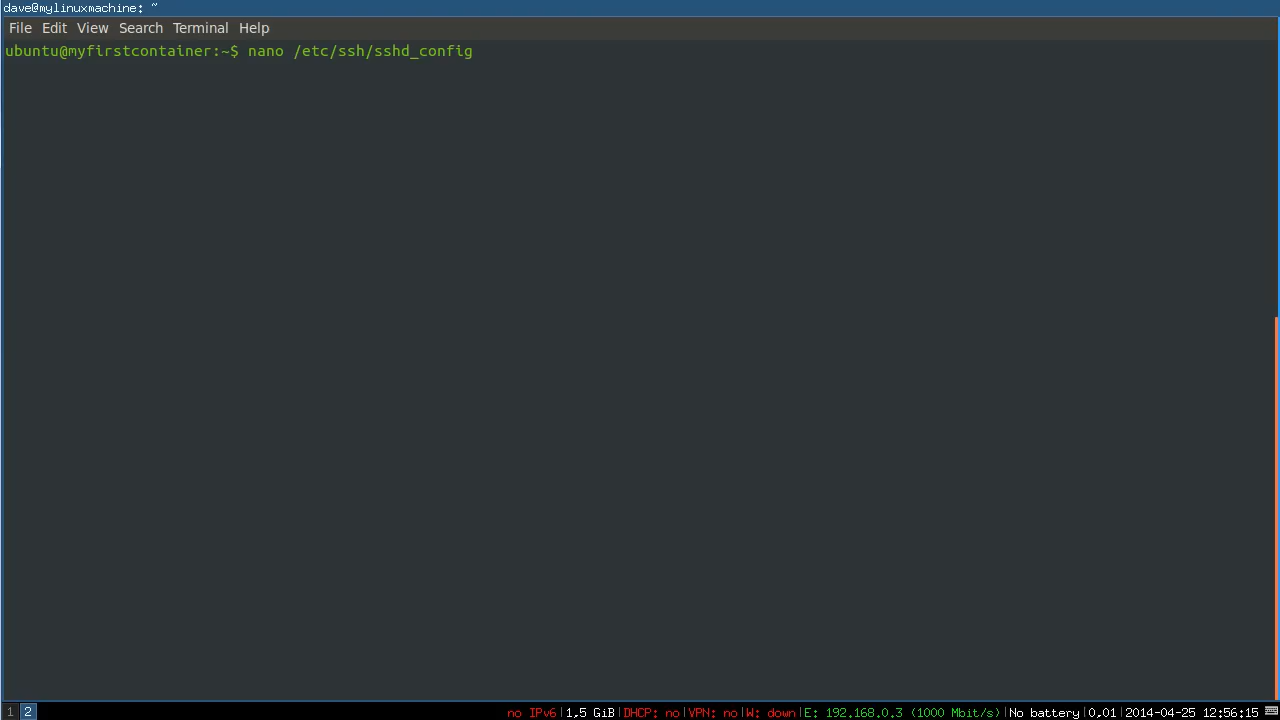 dave@mylinuxmachine: ~
File Edit View Search Terminal Help
ubuntu@myfirstcontainer:~$ nano /etc/ssh/sshd_config
1 2 no IPv6|1,5 GiB|DHCP: no|VPN: no|W: down|E: 192.168.0.3 (1000 Mbit/s)|No battery|0,01|2014-04-25 12:56:15